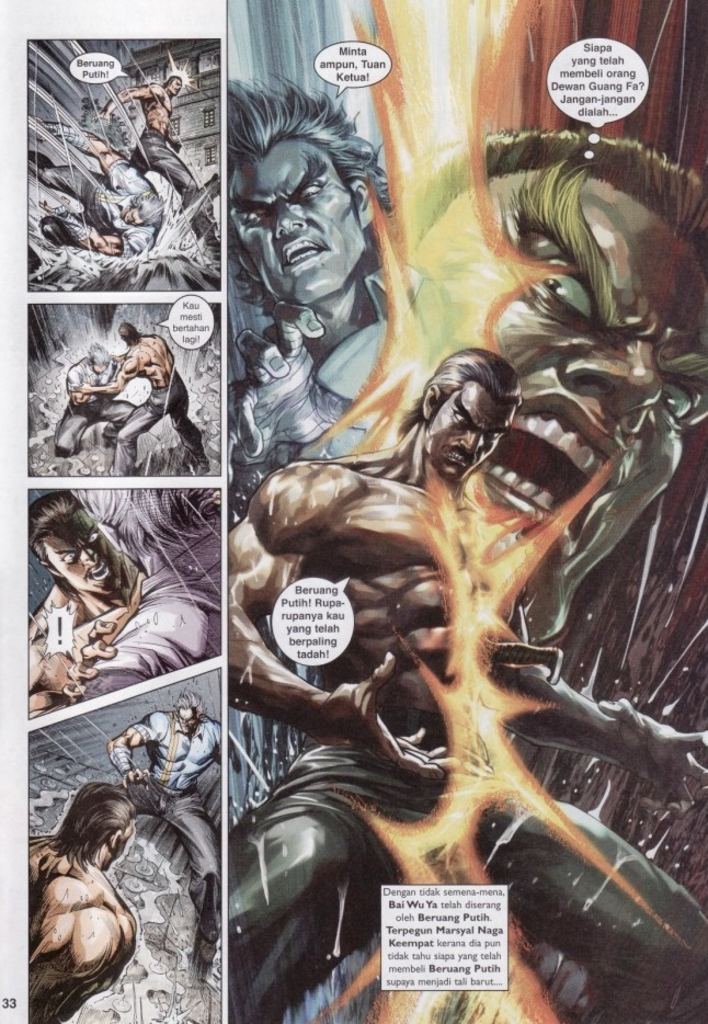 Beruang
Putih!
Kau
mesti
bertahan
lagi!
!
Minta
ampun, Tuan
Ketua!
Siapa
yang telah
membeli orang
Dewan Guang Fa?
Jangan-jangan
dialah...
Beruang
Putih! Rupa-
rupanya kau
yang telah
berpaling
tadah!
Dengan tidak semena-mena,
Bai Wu Ya telah diserang
oleh Beruang Putih.
Terpegun Marsyal Naga
Keempat kerana dia pun
tidak tahu siapa yang telah
membeli Beruang Putih
supaya menjadi tali barut....
33